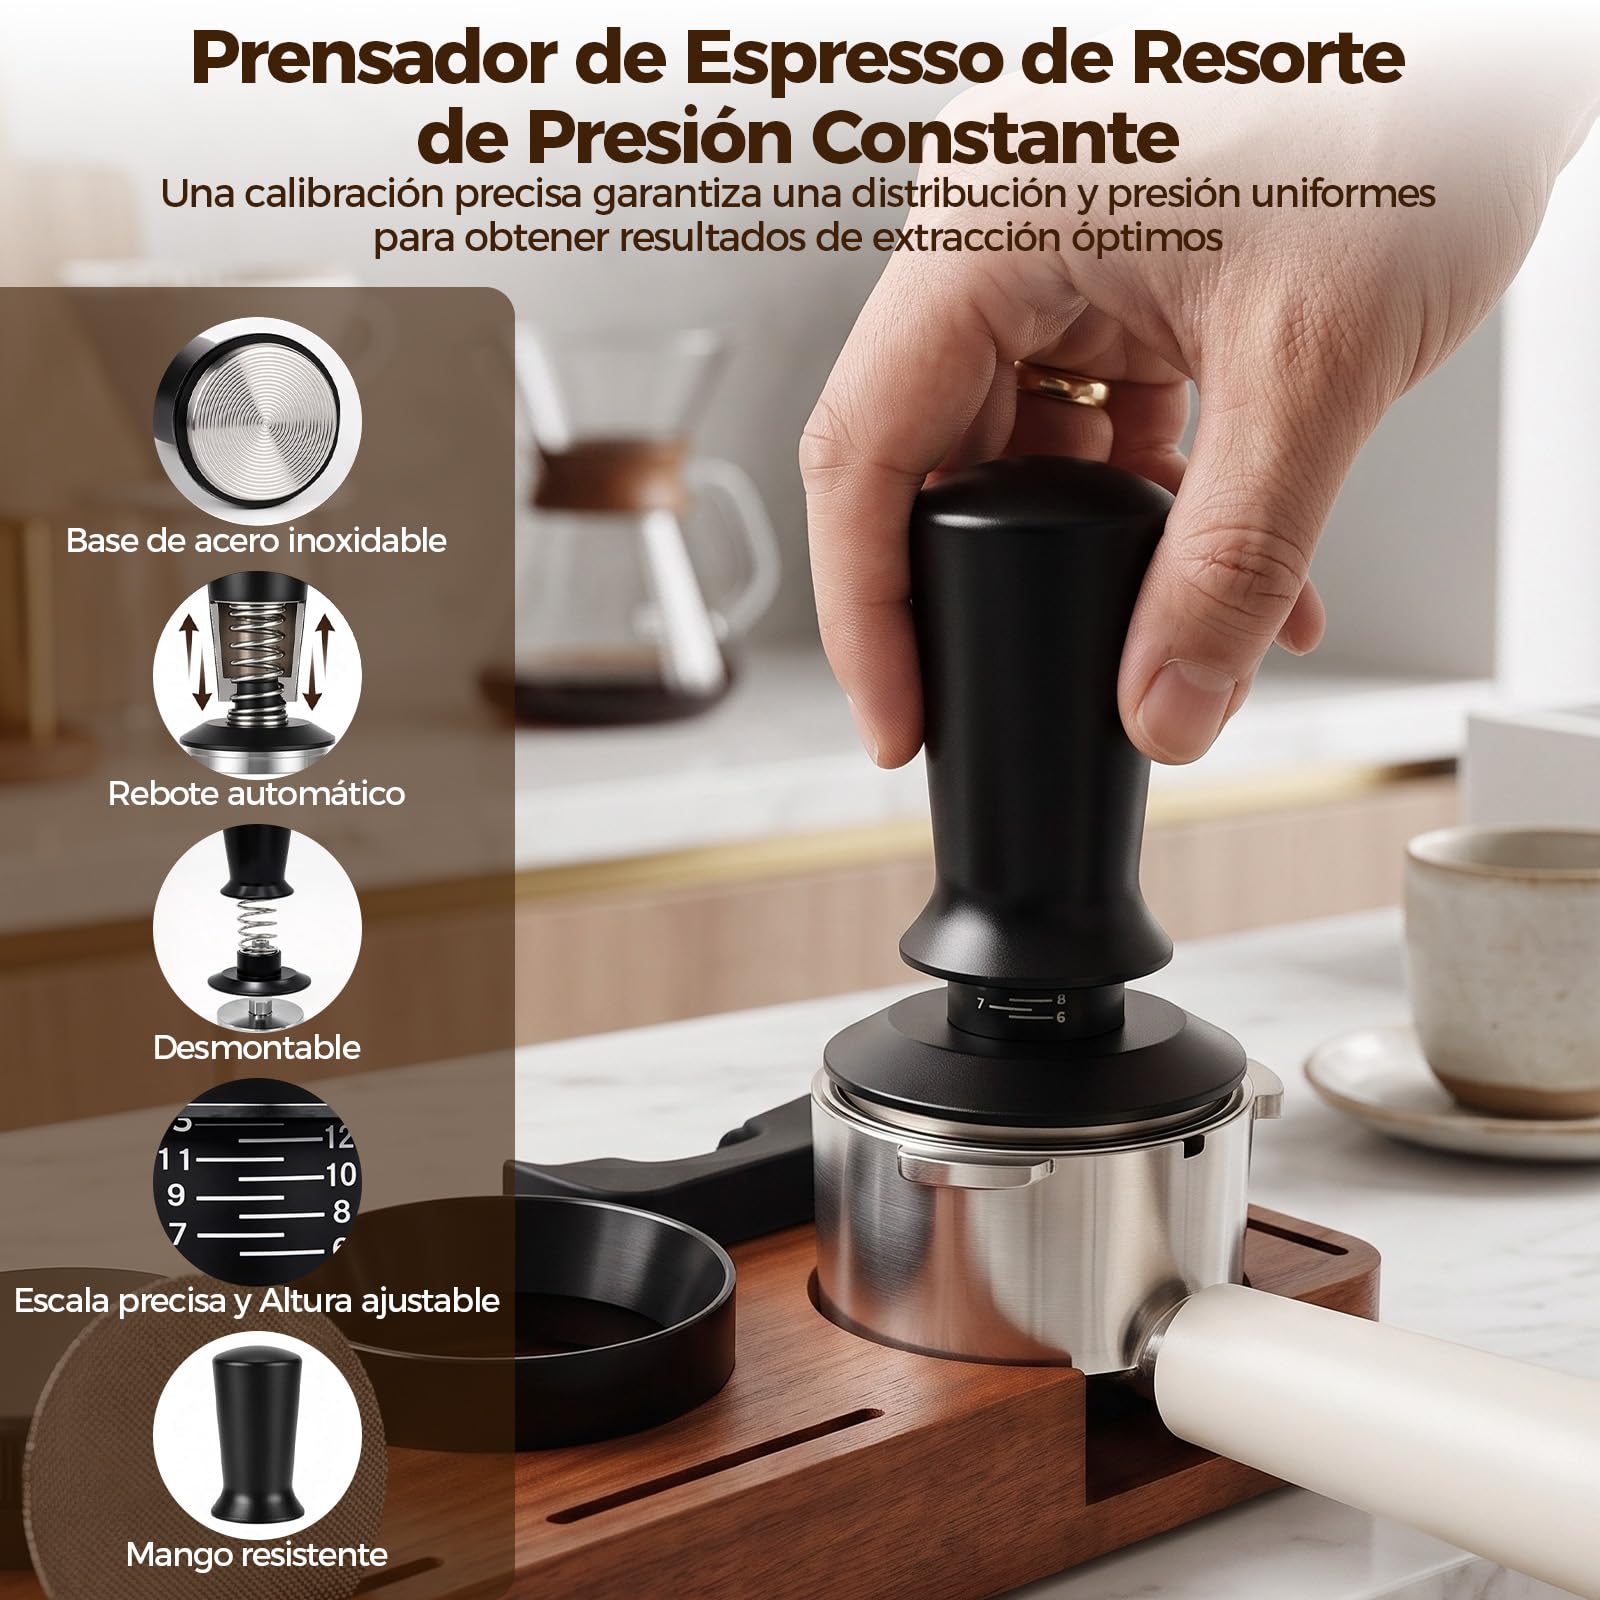 Prensador de Espresso de Resorte
de Presión Constante
Una calibración precisa garantiza una distribución y presión uniformes
para obtener resultados de extracción óptimos
Base de acero inoxidable
Rebote automático
Desmontable
7 8
6
5
12
11
10
9
8
7
6
Escala precisa y Altura ajustable
Mango resistente